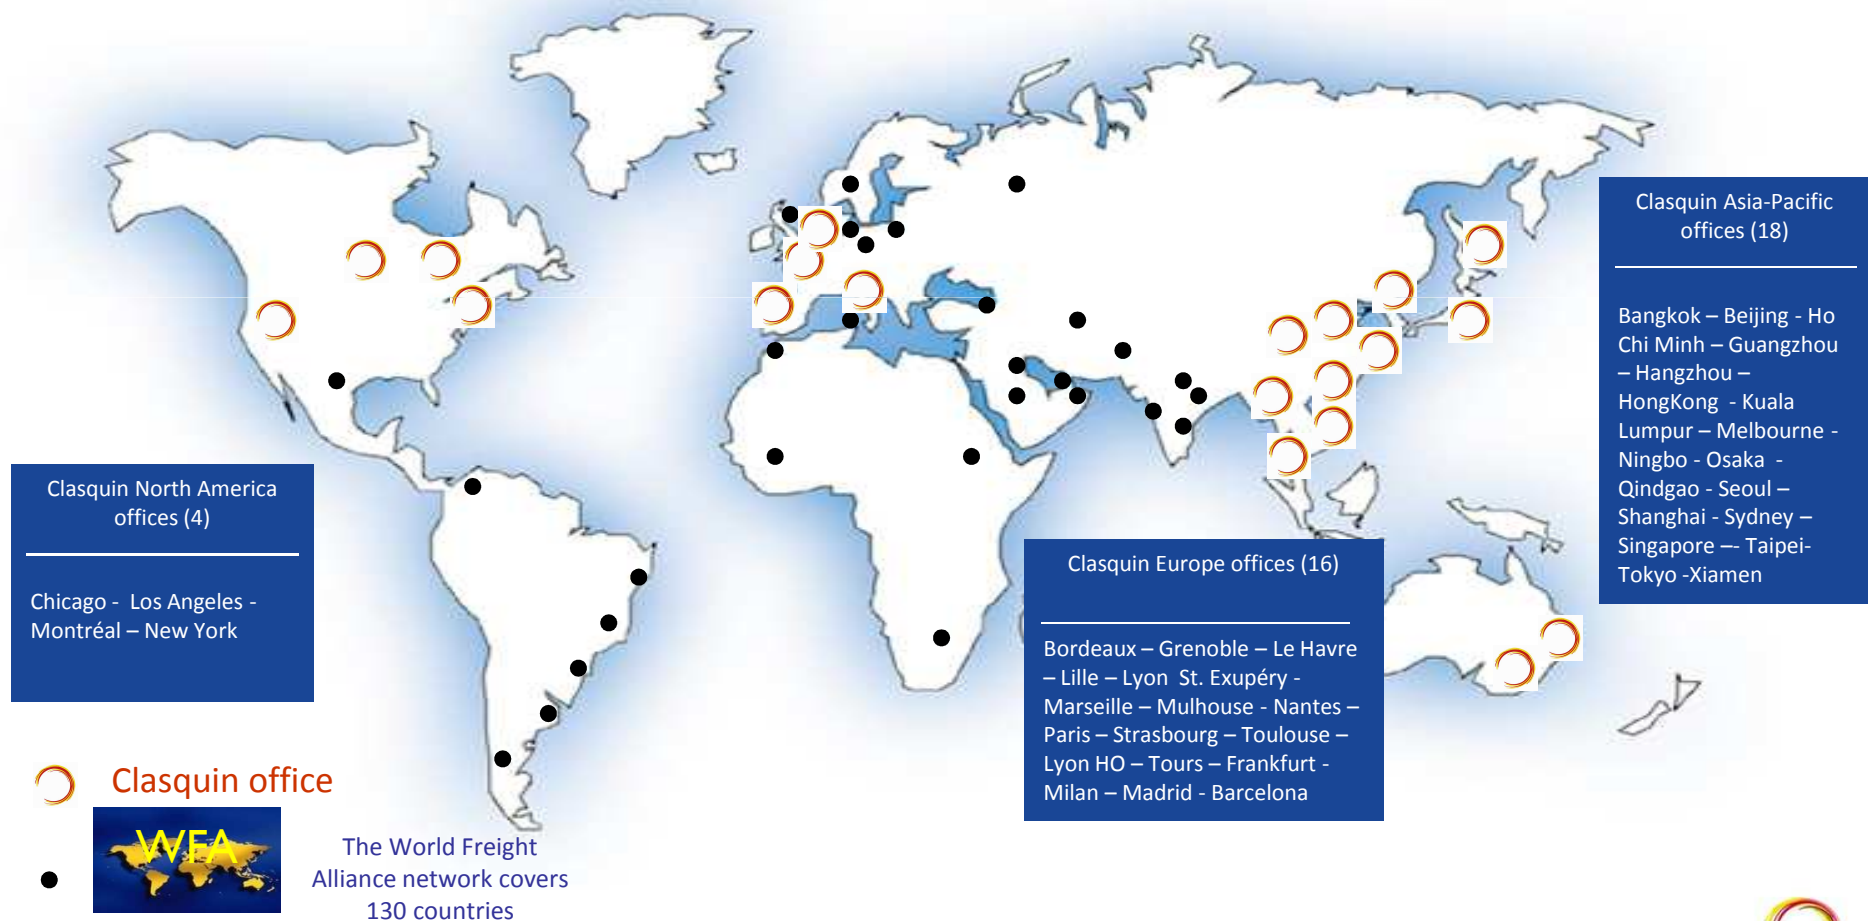 Clasquin Asia-Pacific
offices (18)
Bangkok – Beijing - Ho
Chi Minh – Guangzhou
– Hangzhou –
HongKong - Kuala
Lumpur – Melbourne -
Ningbo - Osaka -
Qindgao - Seoul –
Shanghai - Sydney –
Singapore –- Taipei-
Tokyo -Xiamen
Clasquin North America
offices (4)
Chicago - Los Angeles -
Montréal – New York
Clasquin Europe offices (16)
Bordeaux – Grenoble – Le Havre
– Lille – Lyon St. Exupéry -
Marseille – Mulhouse - Nantes –
Paris – Strasbourg – Toulouse –
Lyon HO – Tours – Frankfurt -
Milan – Madrid - Barcelona
Clasquin office
WFA
The World Freight
Alliance network covers
130 countries